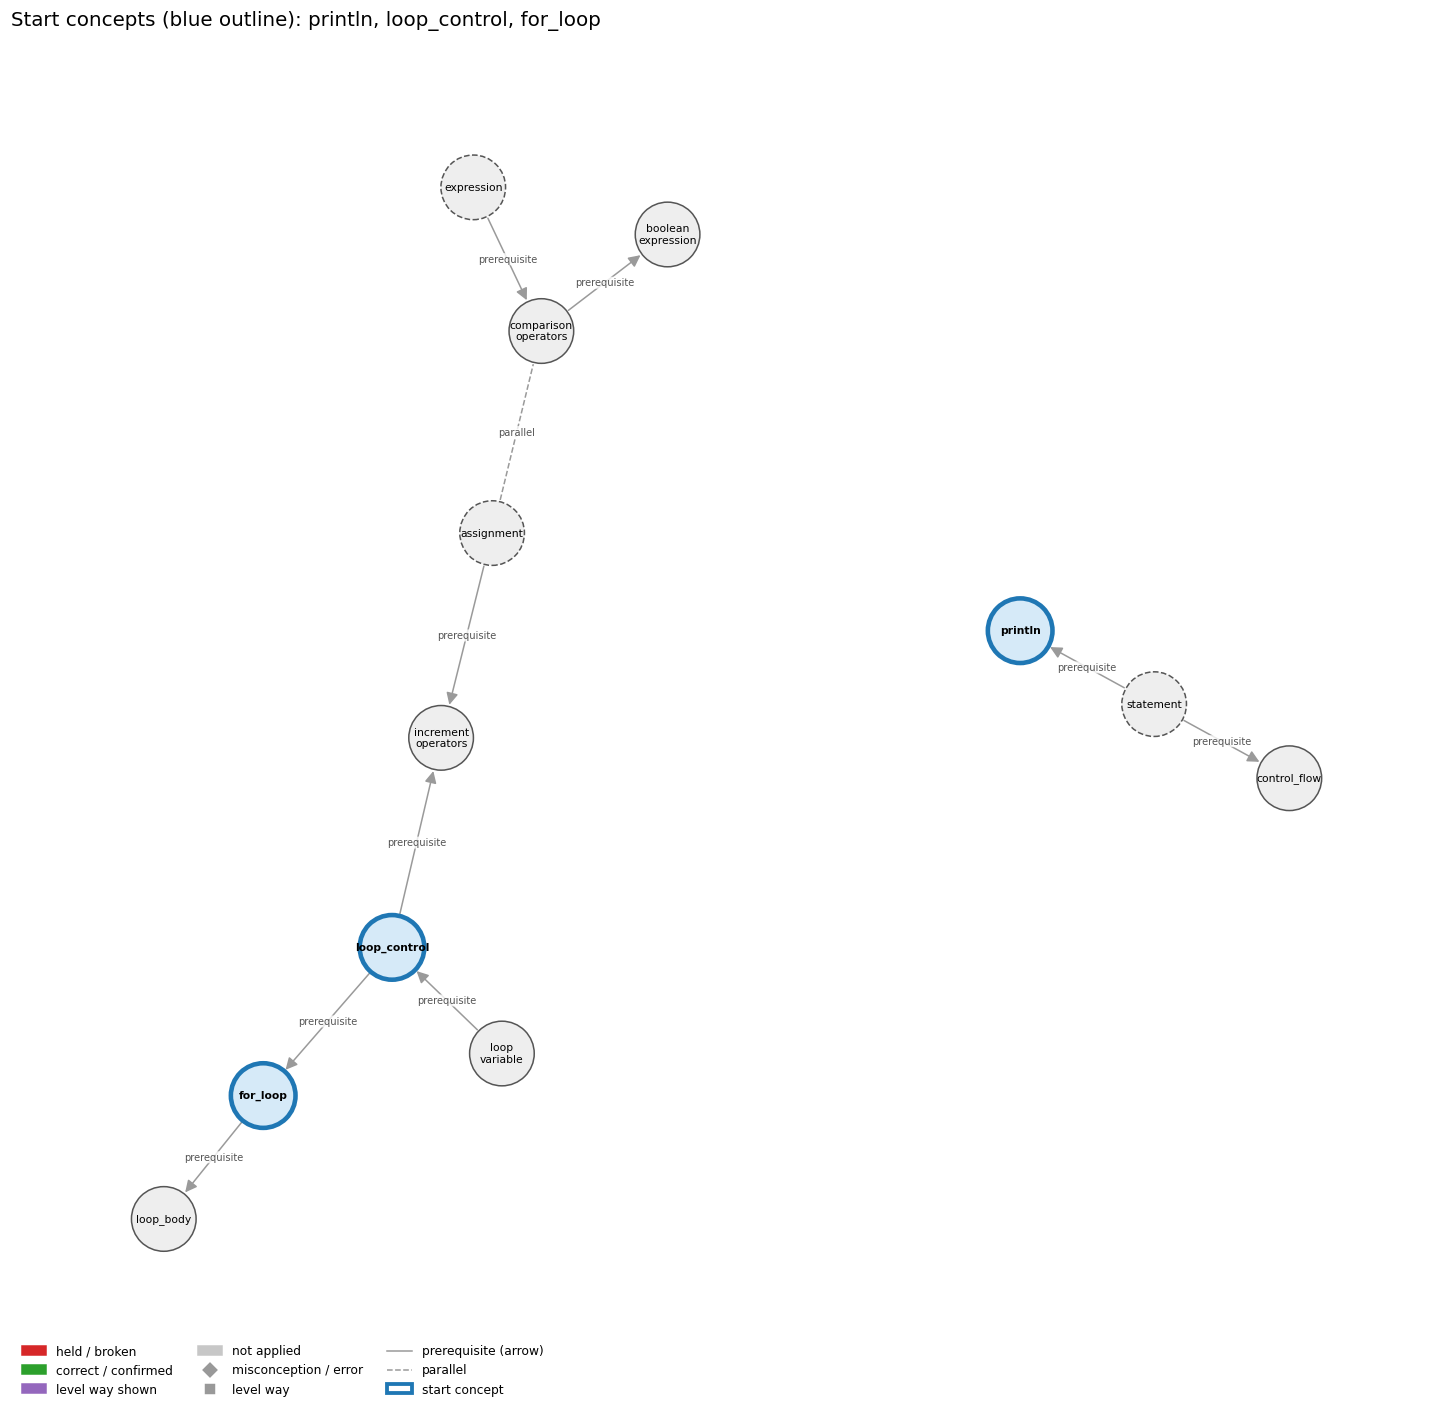 Start concepts (blue outline): println, loop_control, for_loop
expression
boolean
expression
prerequisite
prerequisite
comparison
operators
parallel
assignment
println
prerequisite
prerequisite
statement
increment
operators
prerequisite
control_flow
prerequisite
loop_control
prerequisite
prerequisite
loop
variable
for_loop
prerequisite
loop_body
held / broken
correct / confirmed
level way shown
not applied
misconception / error
level way
prerequisite (arrow)
parallel
start concept